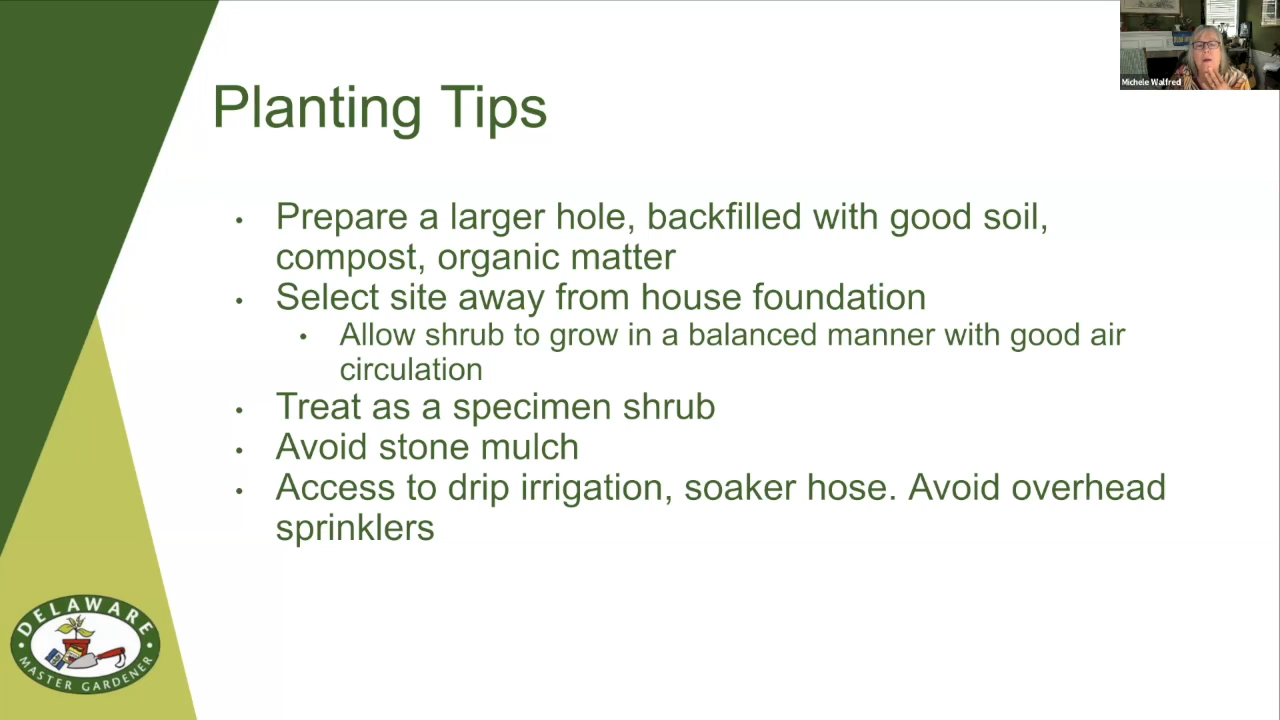 Michele Walfred
Planting Tips
• Prepare a larger hole, backfilled with good soil,
compost, organic matter
• Select site away from house foundation
• Allow shrub to grow in a balanced manner with good air
circulation
• Treat as a specimen shrub
• Avoid stone mulch
• Access to drip irrigation, soaker hose. Avoid overhead
sprinklers
DELAWARE
MASTER GARDENER